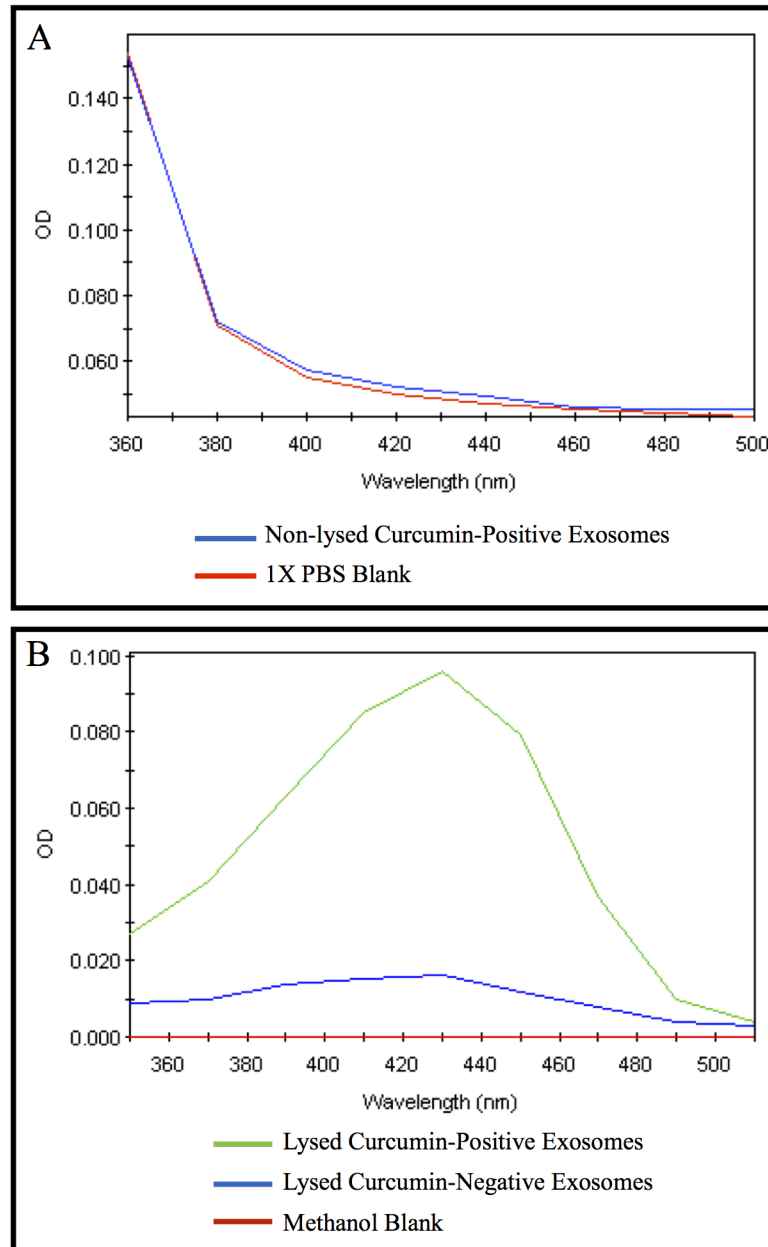 A
0.140
0.120
0.100
0.080
0.060
OD
360 380 400 420 440 460 480 500
Wavelength (nm)
Non-lysed Curcumin-Positive Exosomes
1X PBS Blank
B
0.100
0.080
0.060
0.040
0.020
0.000
OD
360 380 400 420 440 460 480 500
Wavelength (nm)
Lysed Curcumin-Positive Exosomes
Lysed Curcumin-Negative Exosomes
Methanol Blank